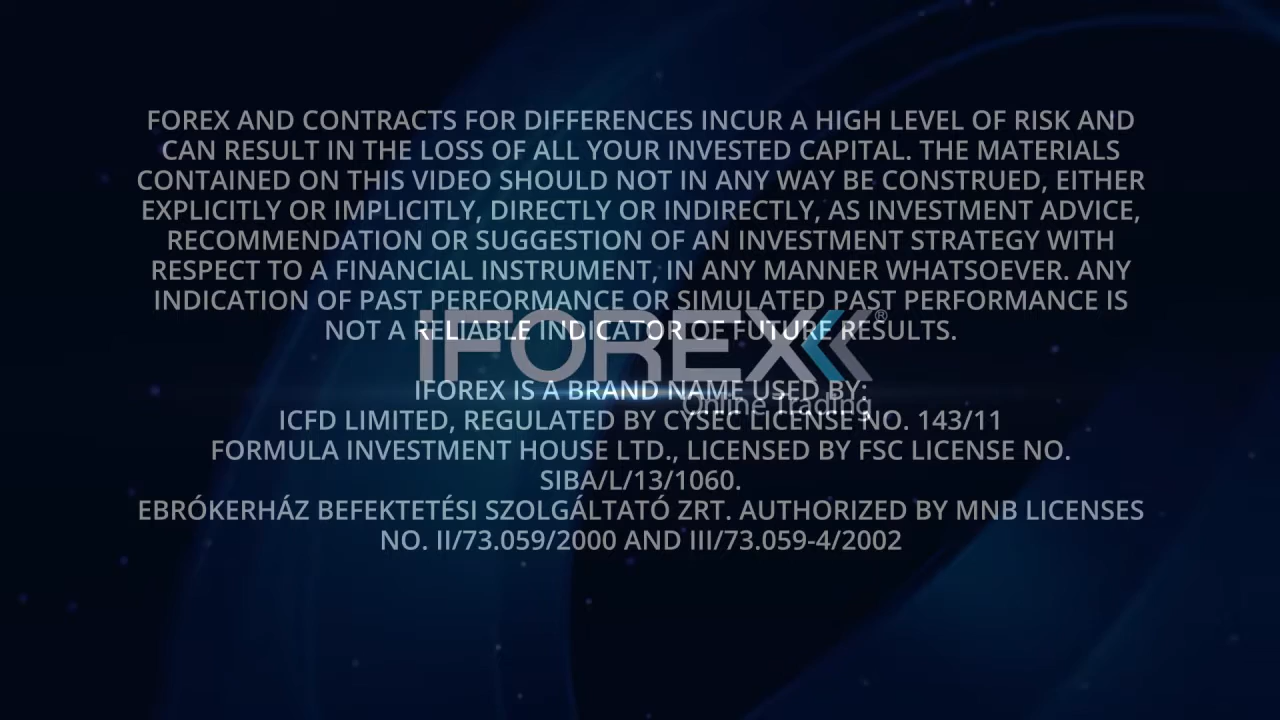 FOREX AND CONTRACTS FOR DIFFERENCES INCUR A HIGH LEVEL OF RISK AND
CAN RESULT IN THE LOSS OF ALL YOUR INVESTED CAPITAL. THE MATERIALS
CONTAINED ON THIS VIDEO SHOULD NOT IN ANY WAY BE CONSTRUED, EITHER
EXPLICITLY OR IMPLICITLY, DIRECTLY OR INDIRECTLY, AS INVESTMENT ADVICE,
RECOMMENDATION OR SUGGESTION OF AN INVESTMENT STRATEGY WITH
RESPECT TO A FINANCIAL INSTRUMENT, IN ANY MANNER WHATSOEVER. ANY
INDICATION OF PAST PERFORMANCE OR SIMULATED PAST PERFORMANCE IS
NOT A RELIABLE INDICATOR OF FUTURE RESULTS.
IFOREX®
IFOREX IS A BRAND NAME USED BY:
Online Trading
ICFD LIMITED, REGULATED BY CYSEC LICENSE NO. 143/11
FORMULA INVESTMENT HOUSE LTD., LICENSED BY FSC LICENSE NO.
SIBA/L/13/1060.
EBRÓKERHÁZ BEFEKTETÉSI SZOLGÁLTATÓ ZRT. AUTHORIZED BY MNB LICENSES
NO. II/73.059/2000 AND III/73.059-4/2002